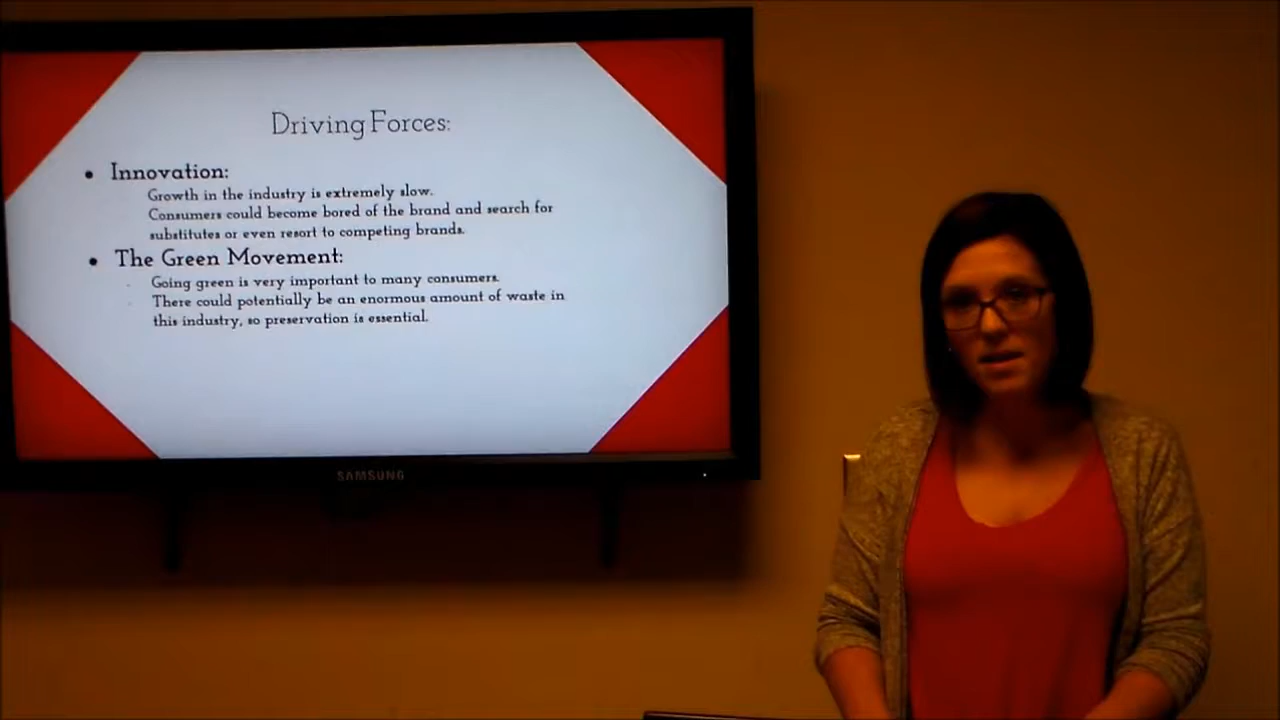 Driving Forces:
• Innovation:
Growth in the industry is extremely slow.
Consumers could become bored of the brand and search for
substitutes or even resort to competing brands.
• The Green Movement:
- Going green is very important to many consumers.
- There could potentially be an enormous amount of waste in
this industry, so preservation is essential.
SAMSUNG